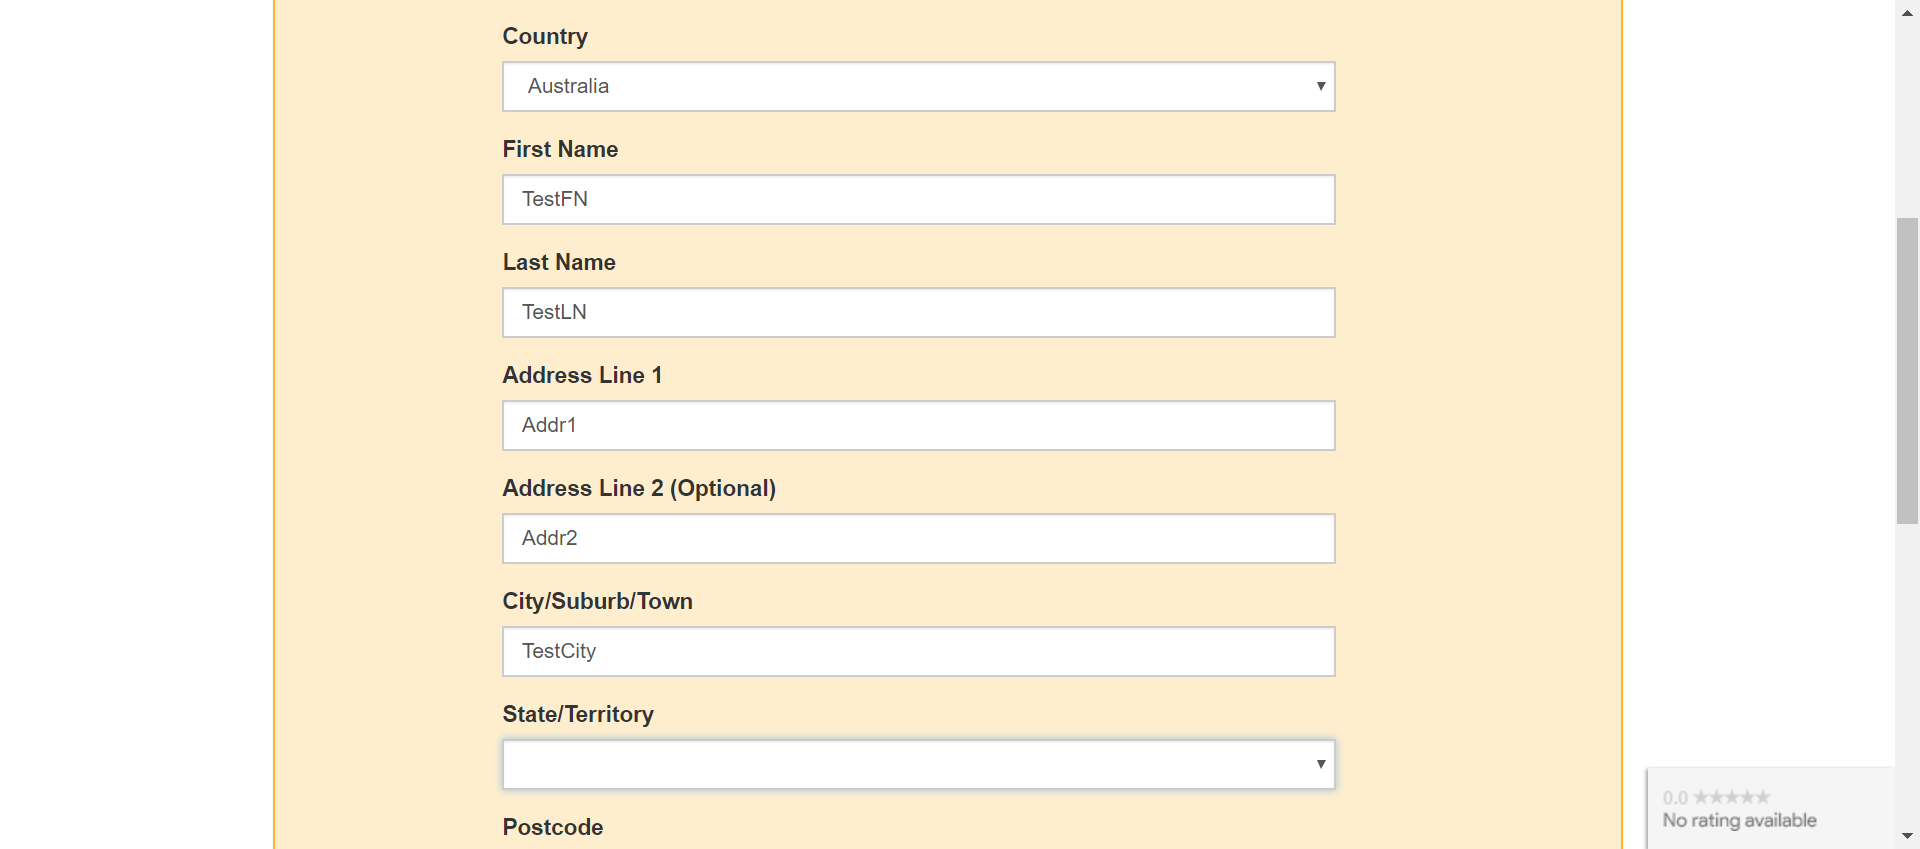 Country
Australia
First Name
TestFN
Last Name
TestLN
Address Line 1
Addr1
Address Line 2 (Optional)
Addr2
City/Suburb/Town
TestCity
State/Territory
Postcode
0.0 ★★★★★
No rating available